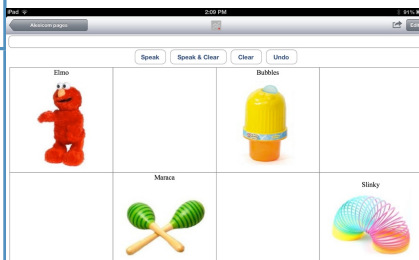 iPad 2:09 PM 91%
Alexicom pages Edit
Speak Speak & Clear Clear Undo
Elmo Bubbles
Maraca Slinky